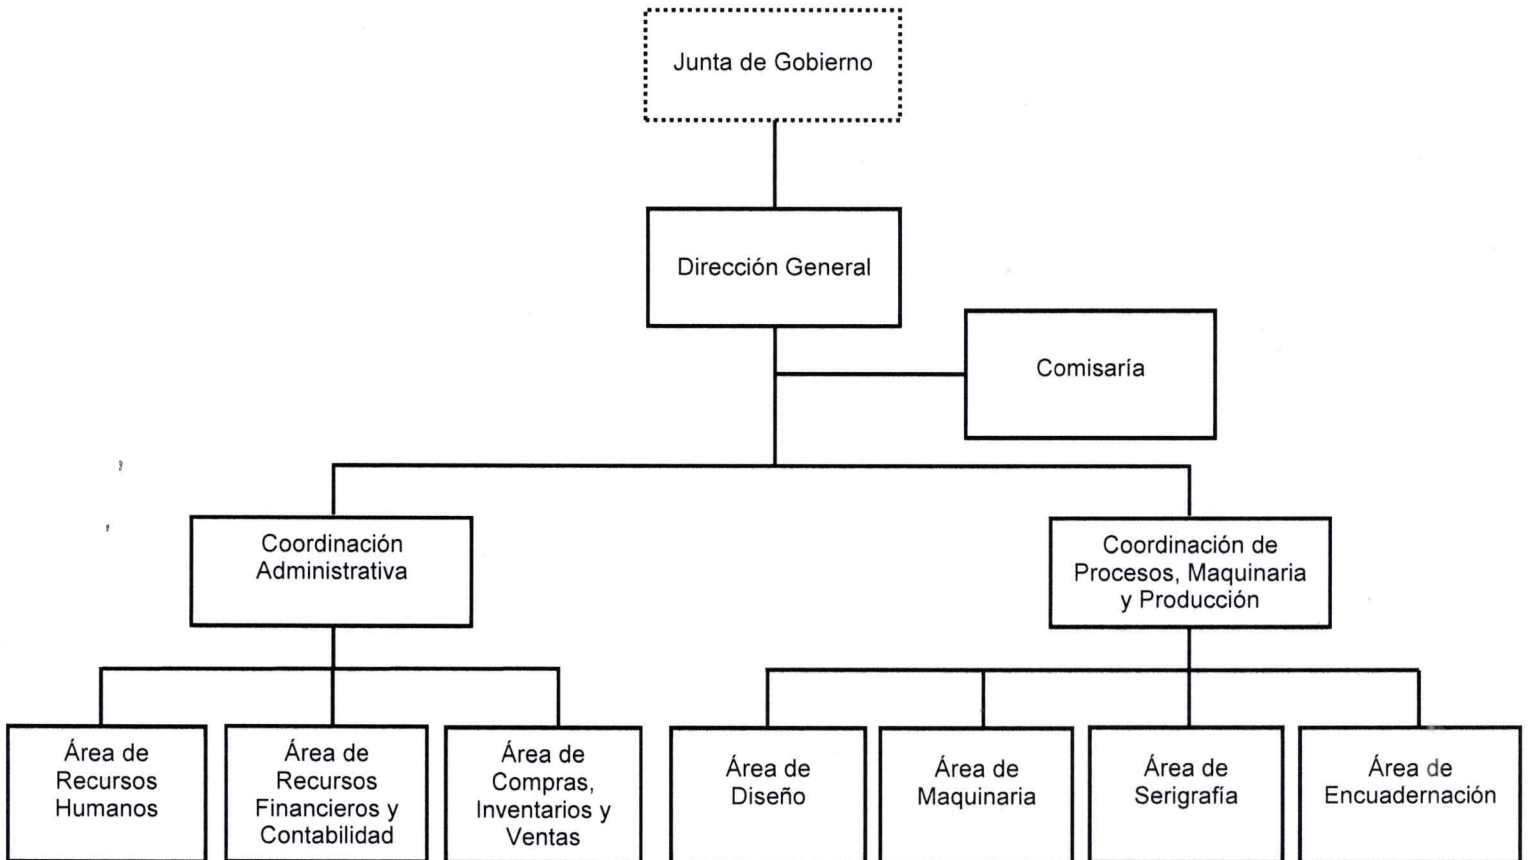 Junta de Gobierno
Dirección General
Comisaría
Coordinación
Administrativa
Coordinación de
Procesos, Maquinaria
y Producción
Área de
Recursos
Humanos
Área de
Recursos
Financieros y
Contabilidad
Área de
Compras,
Inventarios y
Ventas
Área de
Diseño
Área de
Maquinaria
Área de
Serigrafía
Área de
Encuadernación